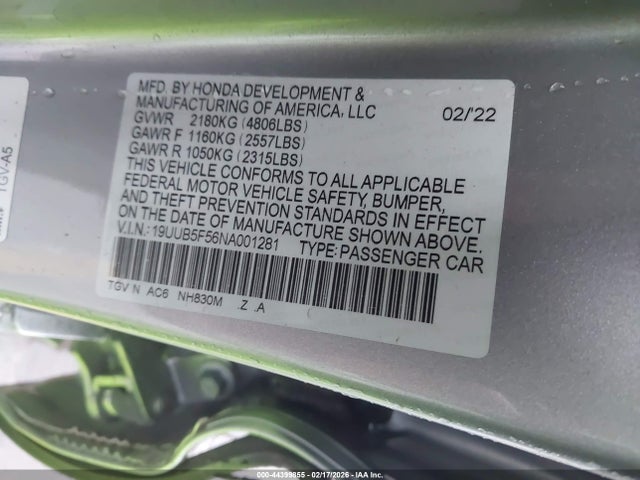 MFD. BY HONDA DEVELOPMENT &
MANUFACTURING OF AMERICA, LLC 02/'22
GVWR 2180KG (4806LBS)
GAWR F 1160KG (2557LBS)
GAWR R 1050KG (2315LBS)
THIS VEHICLE CONFORMS TO ALL APPLICABLE
FEDERAL MOTOR VEHICLE SAFETY, BUMPER,
AND THEFT PREVENTION STANDARDS IN EFFECT
ON THE DATE OF MANUFACTURE SHOWN ABOVE.
V.I.N.: 19UUB5F56NA001281 TYPE: PASSENGER CAR
TGV N AC6 NH830M .Z .A
TGV-A5
000-44399855 - 02/17/2026 - IAA Inc.